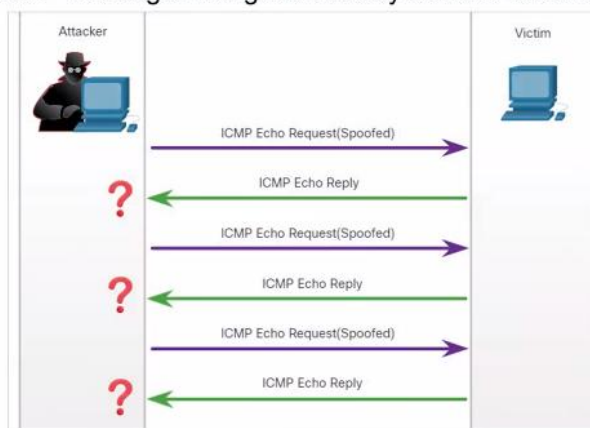 Attacker
Victim
ICMP Echo Request(Spoofed)
?
ICMP Echo Reply
ICMP Echo Request(Spoofed)
?
ICMP Echo Reply
ICMP Echo Request(Spoofed)
?
ICMP Echo Reply